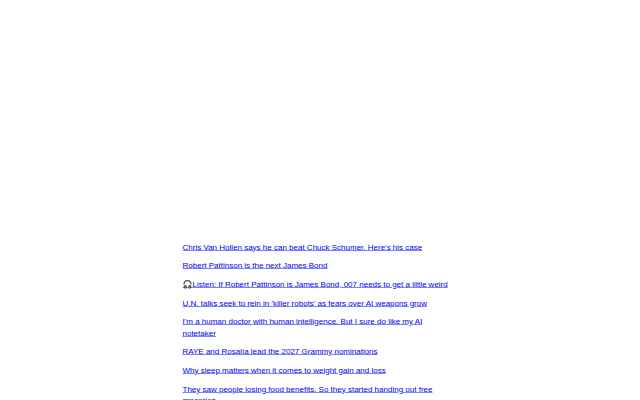 Chris Van Hollen says he can beat Chuck Schumer. Here's his case
Robert Pattinson is the next James Bond
🎧Listen: If Robert Pattinson is James Bond, 007 needs to get a little weird
U.N. talks seek to rein in 'killer robots' as fears over AI weapons grow
I'm a human doctor with human intelligence. But I sure do like my AI
notetaker
RAYE and Rosalía lead the 2027 Grammy nominations
Why sleep matters when it comes to weight gain and loss
They saw people losing food benefits. So they started handing out free